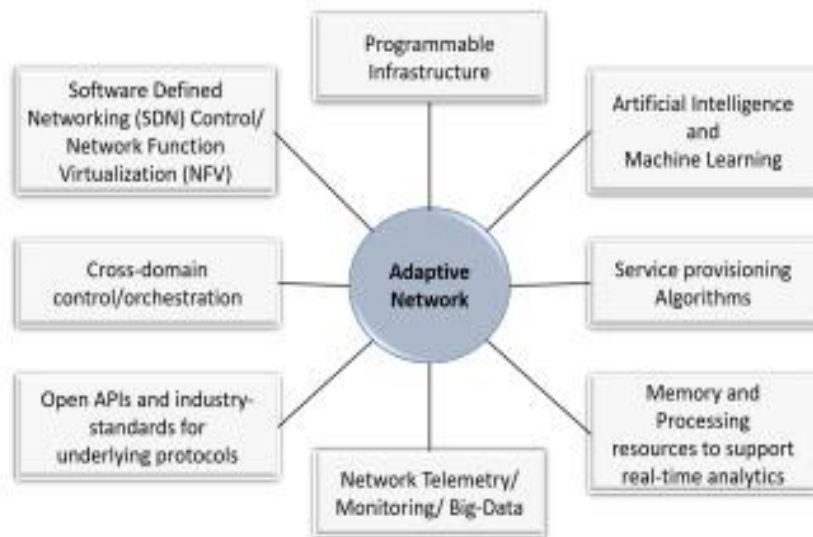 Programmable
Infrastructure
Software Defined
Networking (SDN) Control/
Network Function
Virtualization (NFV)
Artificial Intelligence
and
Machine Learning
Cross-domain
control/orchestration
Adaptive
Network
Service provisioning
Algorithms
Open APIs and industry-
standards for
underlying protocols
Memory and
Processing
resources to support
real-time analytics
Network Telemetry/
Monitoring/ Big-Data